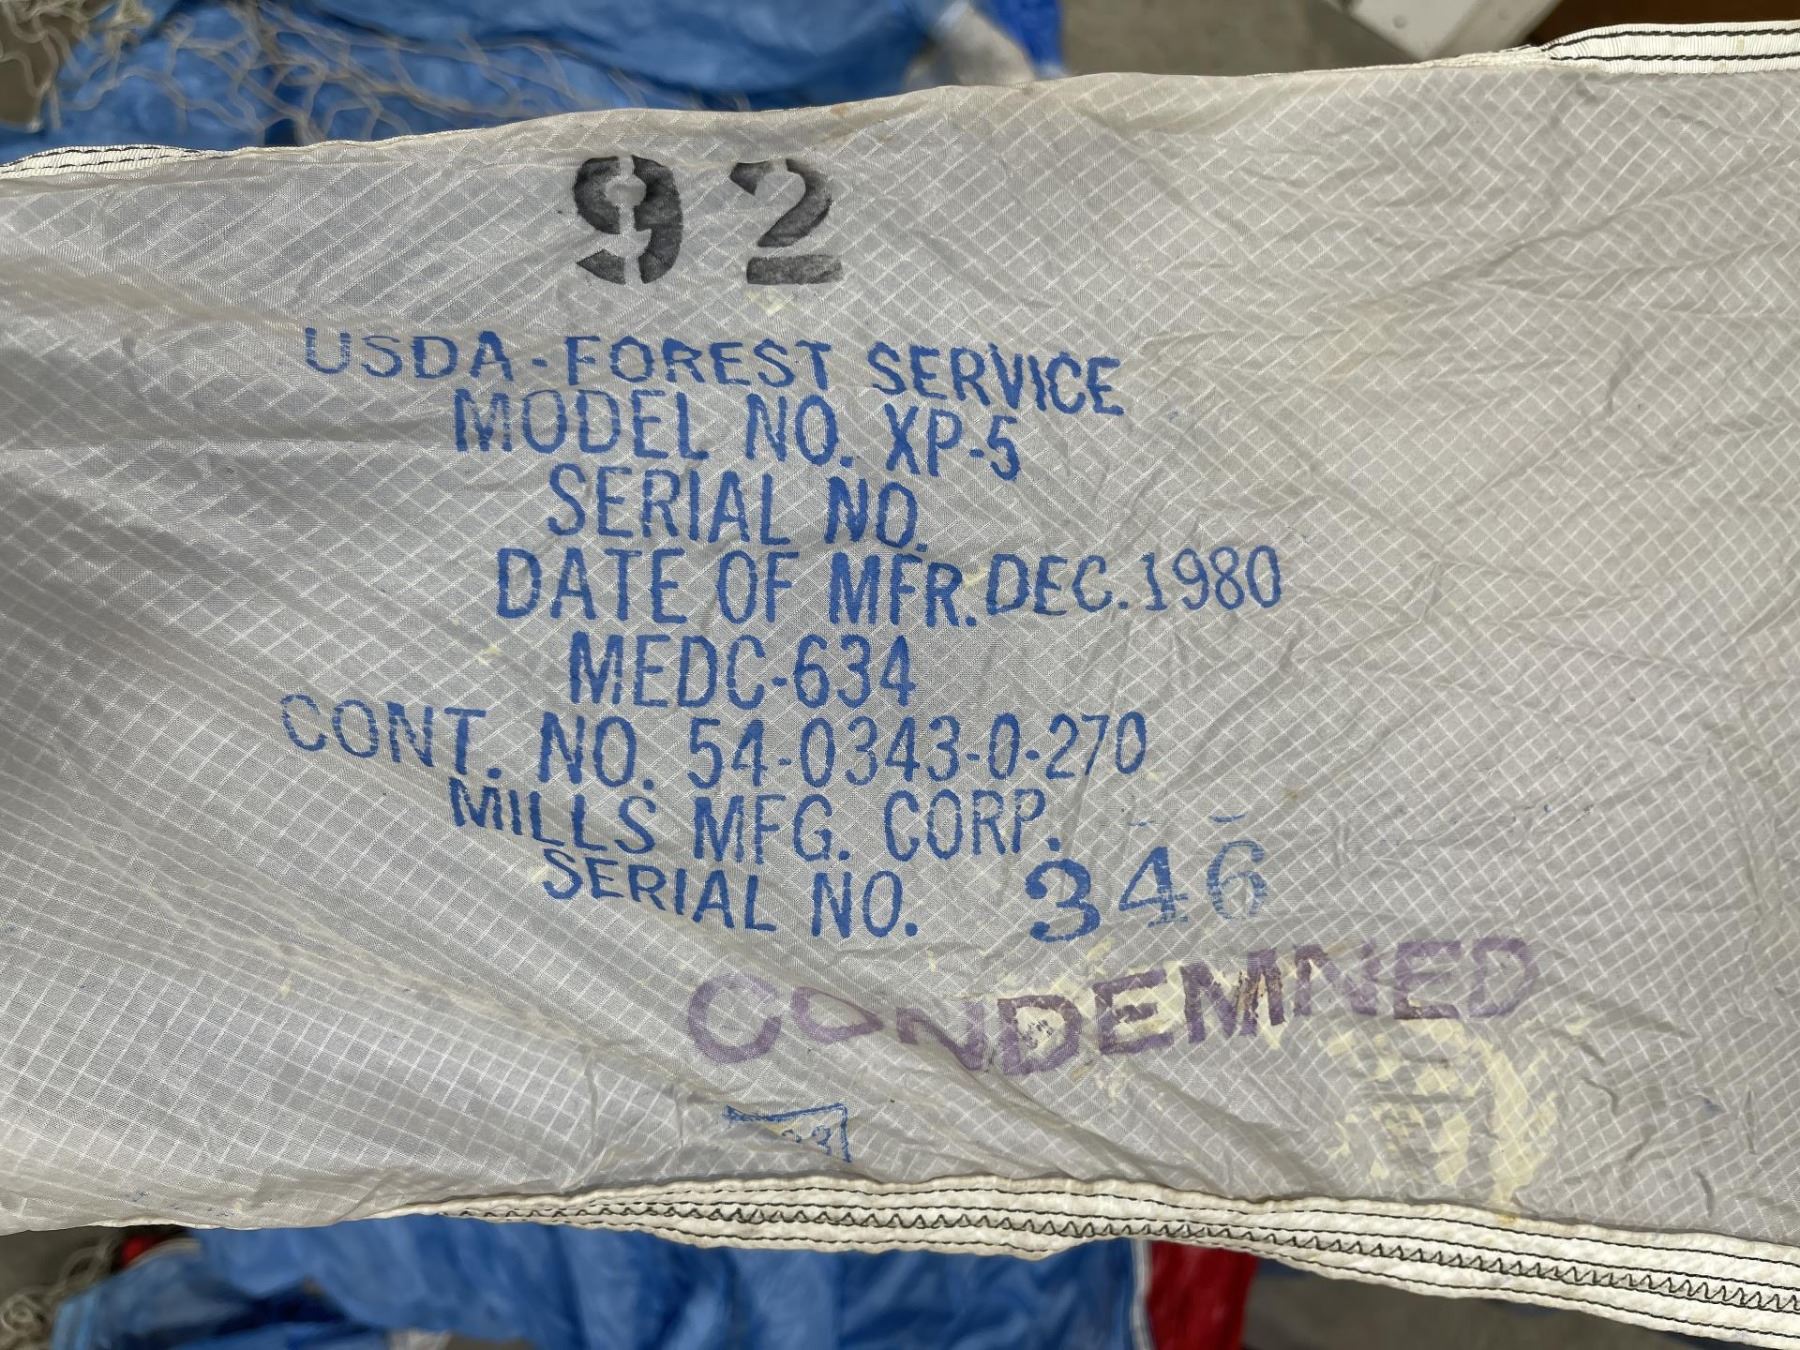 92
USDA-FOREST SERVICE
MODEL NO. XP-5
SERIAL NO.
DATE OF MFR. DEC. 1980
MEDC-634
CONT. NO. 54-0343-0-270
MILLS MFG. CORP.
SERIAL NO. 346
CONDEMNED